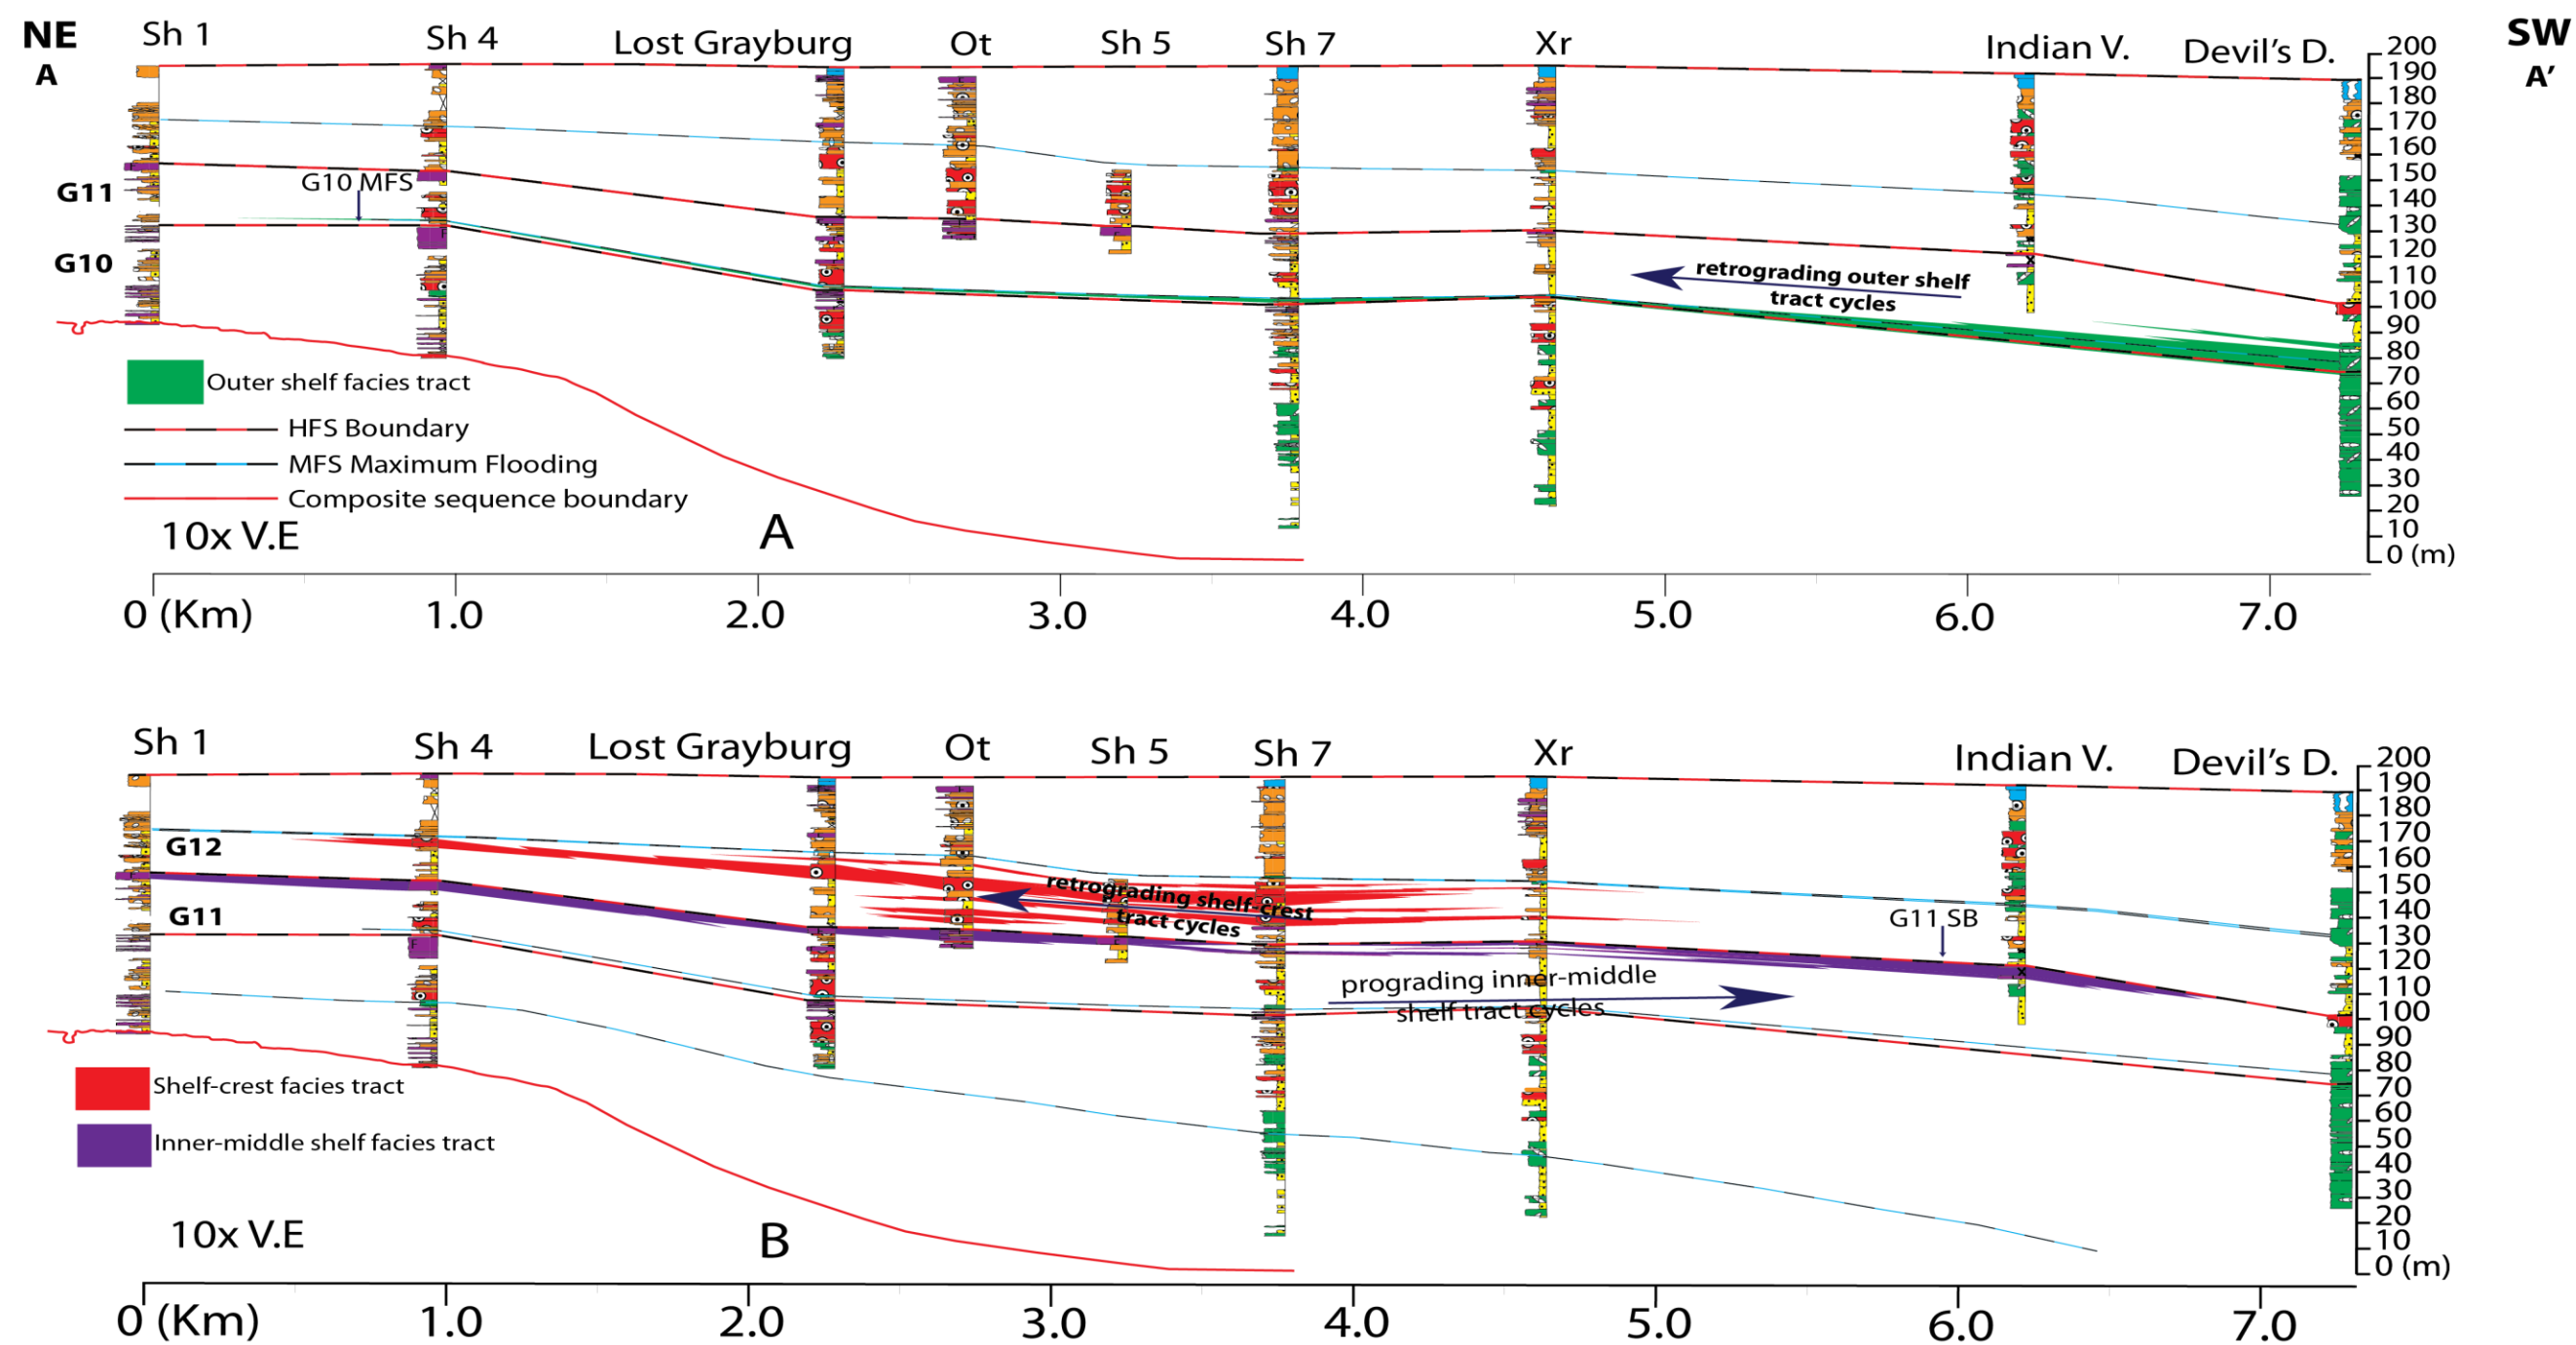 NE
A
Sh 1
Sh 4
Lost Grayburg
Ot
Sh 5
Sh 7
Xr
Indian V.
Devil's D.
SW
A’
200
190
180
170
160
150
140
130
120
110
100
90
80
70
60
50
40
30
20
10
0 (m)
G11
G10 MFS
G10
retrograding outer shelf
tract cycles
Outer shelf facies tract
HFS Boundary
MFS Maximum Flooding
Composite sequence boundary
10x V.E
A
0 (Km)
1.0
2.0
3.0
4.0
5.0
6.0
7.0
Sh 1
Sh 4
Lost Grayburg
Ot
Sh 5
Sh 7
Xr
Indian V.
Devil's D.
200
190
180
170
160
150
140
130
120
110
100
90
80
70
60
50
40
30
20
10
0 (m)
G12
G11
retrograding shelf-crest
tract cycles
G11 SB
prograding inner-middle
shelf tract cycles
F
Shelf-crest facies tract
Inner-middle shelf facies tract
10x V.E
B
0 (Km)
1.0
2.0
3.0
4.0
5.0
6.0
7.0